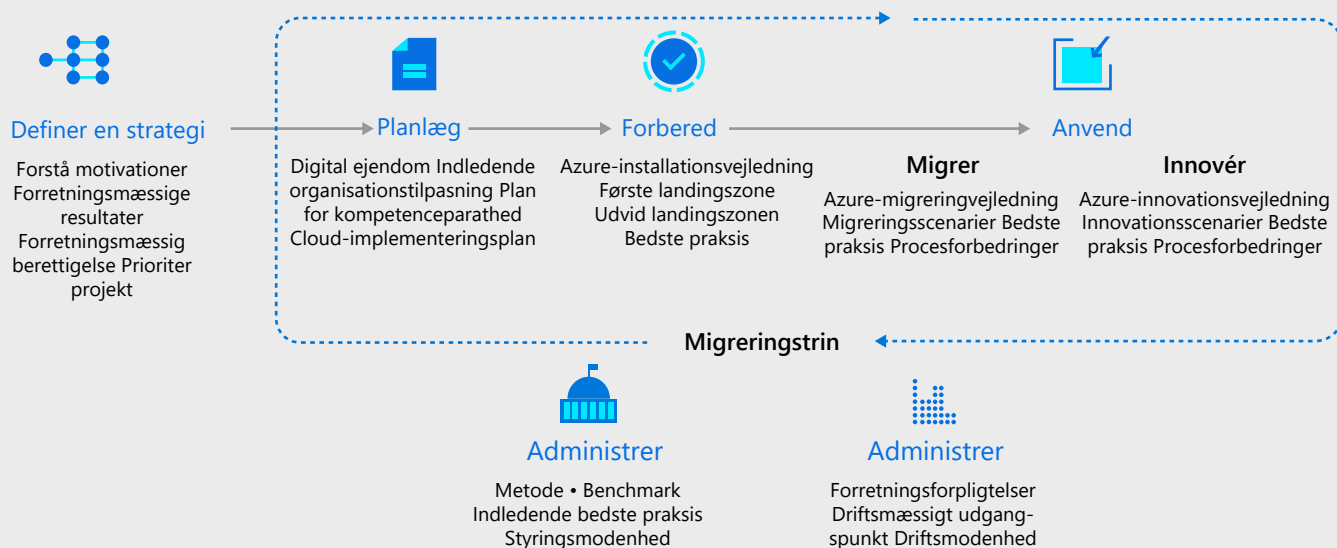 Definer en strategi
Forstå motivationer
Forretningsmæssige
resultater
Forretningsmæssig
berettigelse Prioriter
projekt
Planlæg
Digital ejendom Indledende
organisationstilpasning Plan
for kompetenceparathed
Cloud-implementeringsplan
Forbered
Azure-installationsvejledning
Første landingszone
Udvid landingszonen
Bedste praksis
Anvend
Migrer
Azure-migreringvejledning
Migreringsscenarier Bedste
praksis Procesforbedringer
Innovér
Azure-innovationsvejledning
Innovationsscenarier Bedste
praksis Procesforbedringer
Migreringstrin
Administrer
Metode • Benchmark
Indledende bedste praksis
Styringsmodenhed
Administrer
Forretningsforpligtelser
Driftsmæssigt udgang-
spunkt Driftsmodenhed